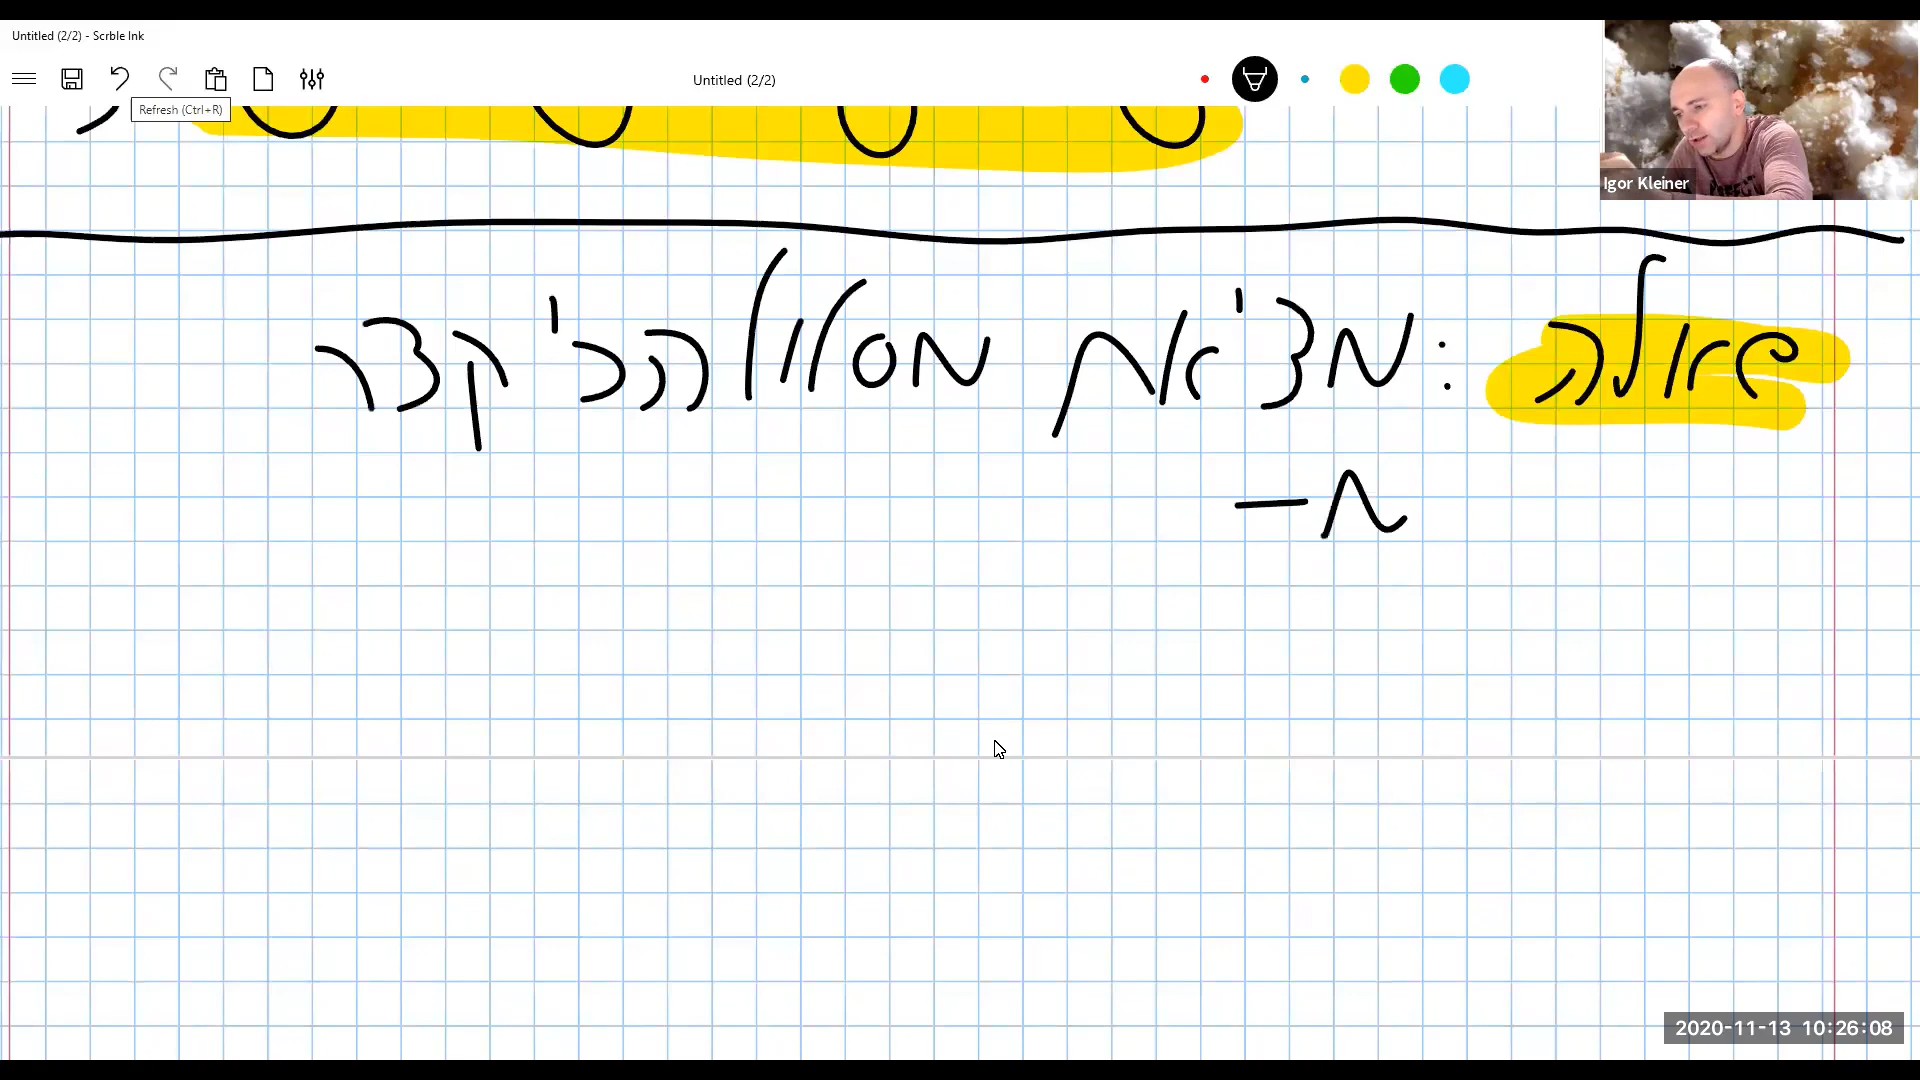 Untitled (2/2) - Scrble Ink
Untitled (2/2)
Refresh (Ctrl+R)
Igor Kleiner
שאלה: מציאת מסלול הכי קצר
מ-
2020-11-13 10:26:08